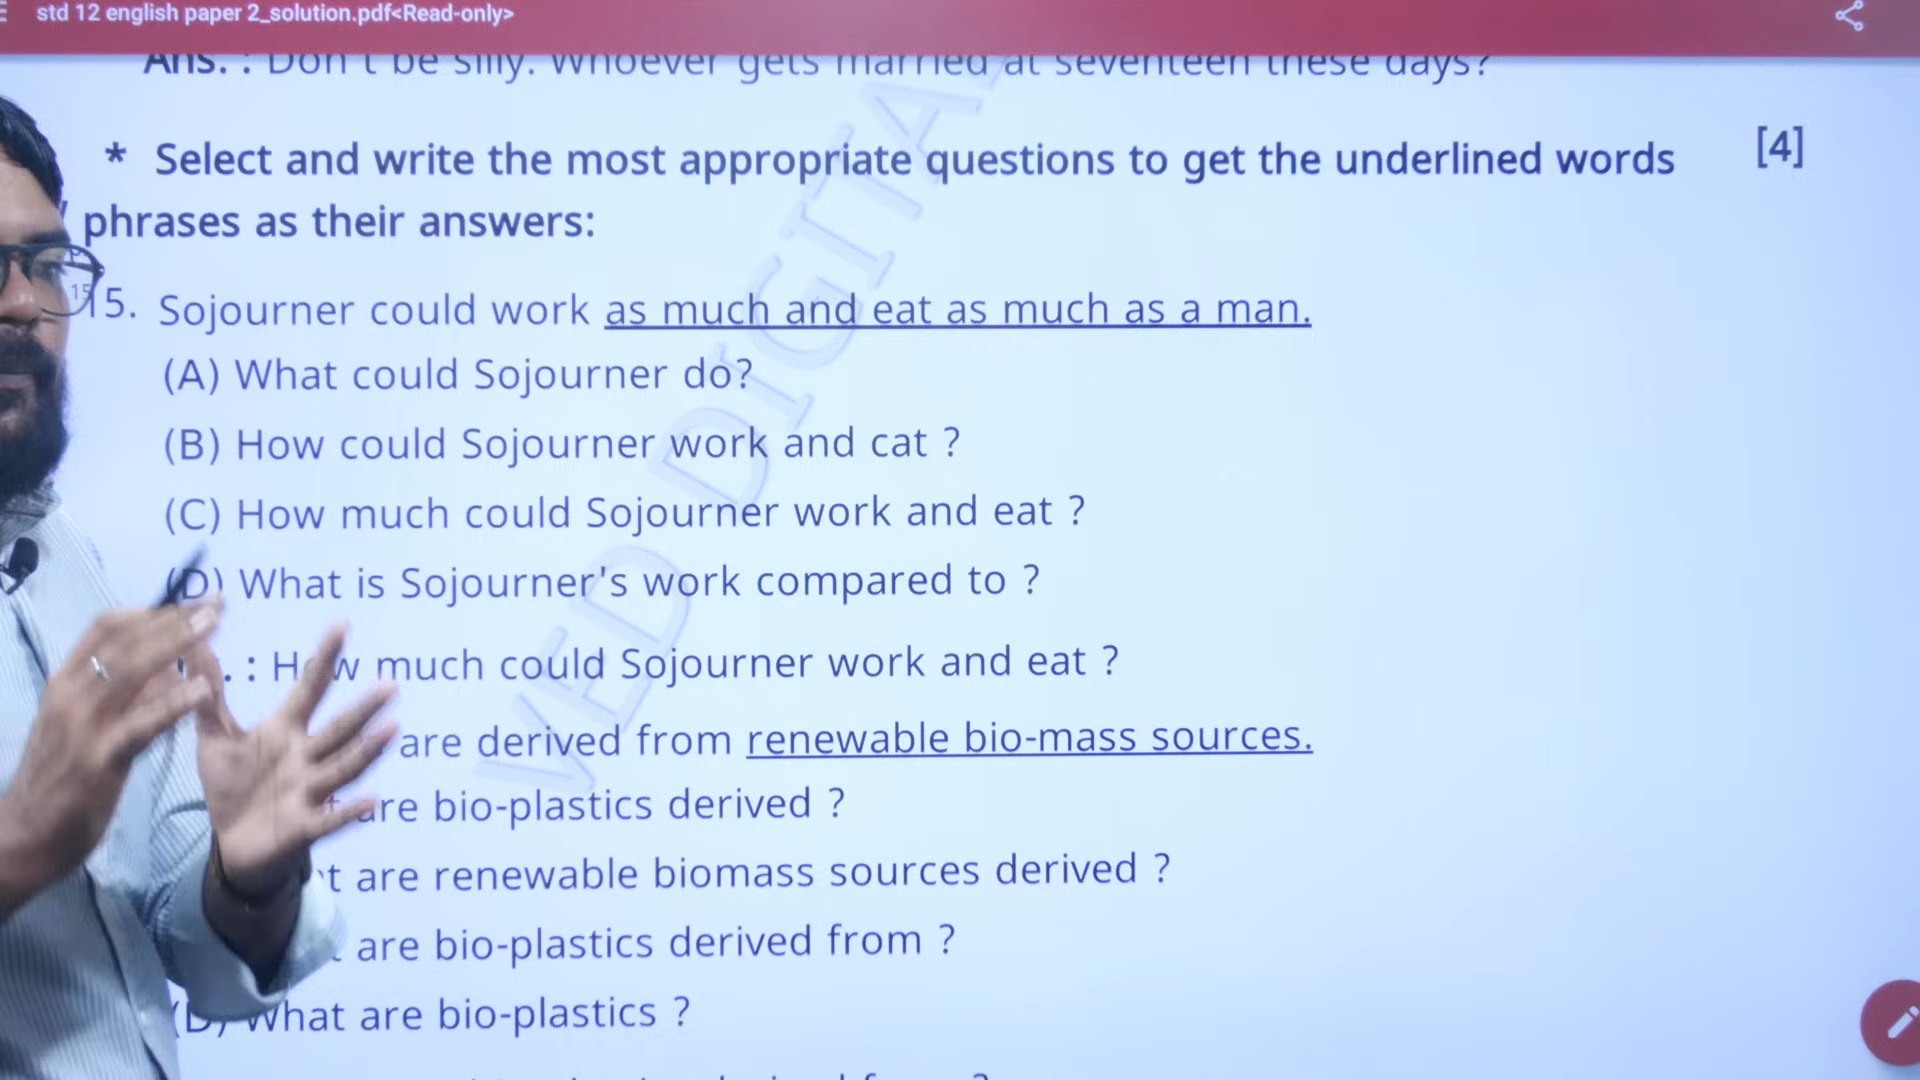 std 12 english paper 2_solution.pdf<Read-only>
Ans. : Don't be silly. Whoever gets married at seventeen these days?
* Select and write the most appropriate questions to get the underlined words [4]
phrases as their answers:
15. Sojourner could work as much and eat as much as a man.
(A) What could Sojourner do?
(B) How could Sojourner work and cat ?
(C) How much could Sojourner work and eat ?
(D) What is Sojourner's work compared to ?
. : How much could Sojourner work and eat ?
are derived from renewable bio-mass sources.
are bio-plastics derived ?
are renewable biomass sources derived ?
are bio-plastics derived from ?
(D) What are bio-plastics ?
VED DIGITA